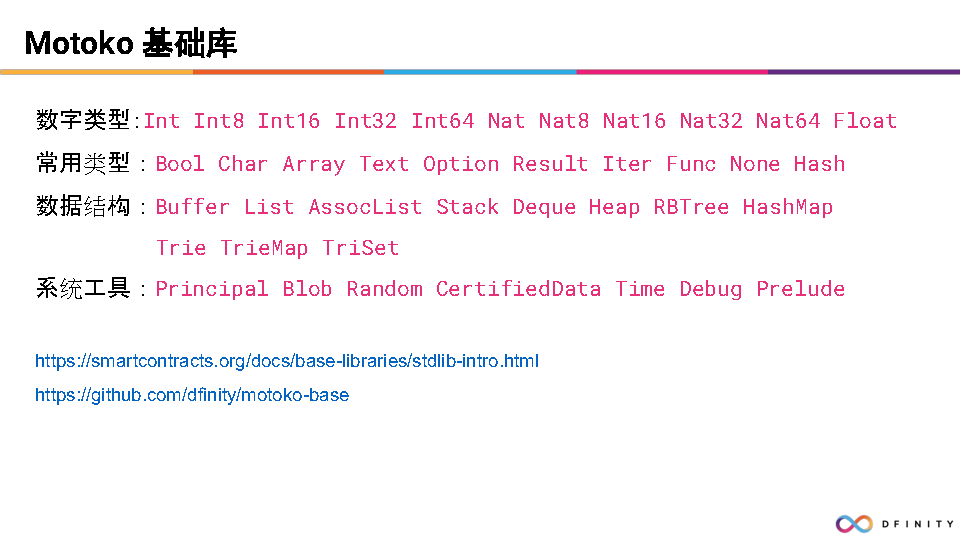 Motoko 基础库
数字类型:Int Int8 Int16 Int32 Int64 Nat Nat8 Nat16 Nat32 Nat64 Float
常用类型:Bool Char Array Text Option Result Iter Func None Hash
数据结构:Buffer List AssocList Stack Deque Heap RBTree HashMap
Trie TrieMap TriSet
系统工具:Principal Blob Random CertifiedData Time Debug Prelude
https://smartcontracts.org/docs/base-libraries/stdlib-intro.html
https://github.com/dfinity/motoko-base
DFINITY